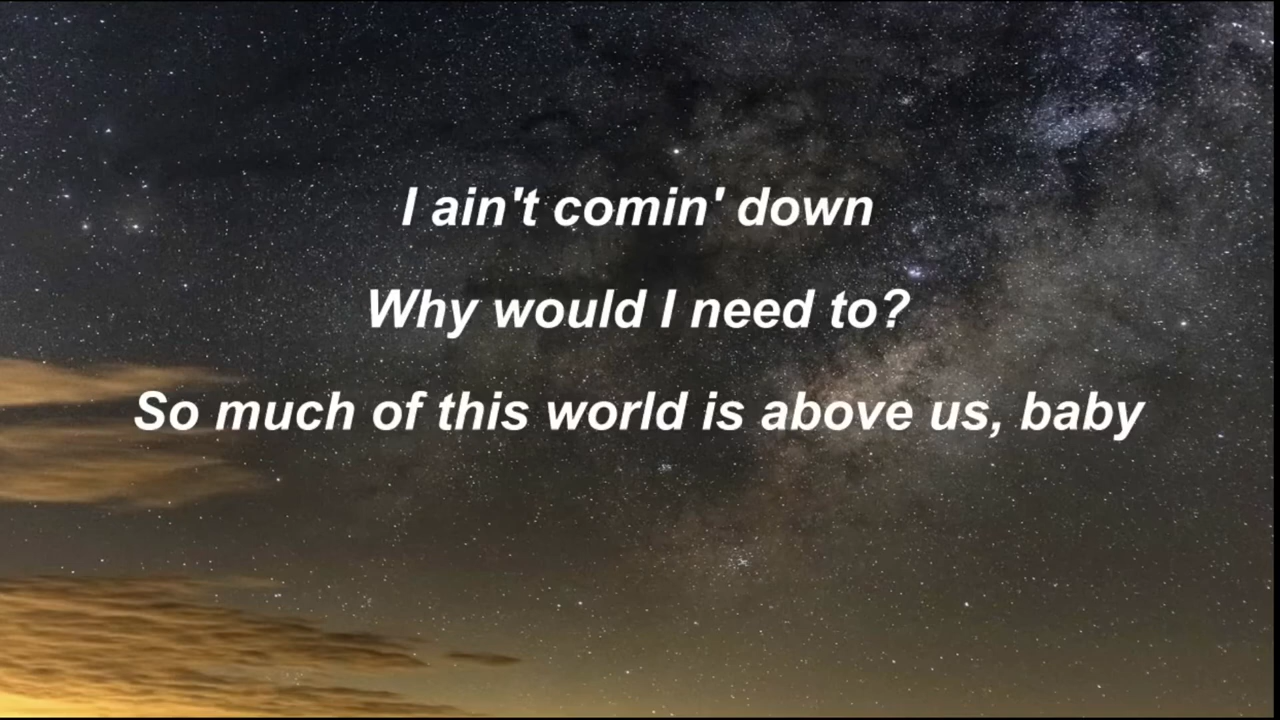 I ain't comin' down
Why would I need to?
So much of this world is above us, baby